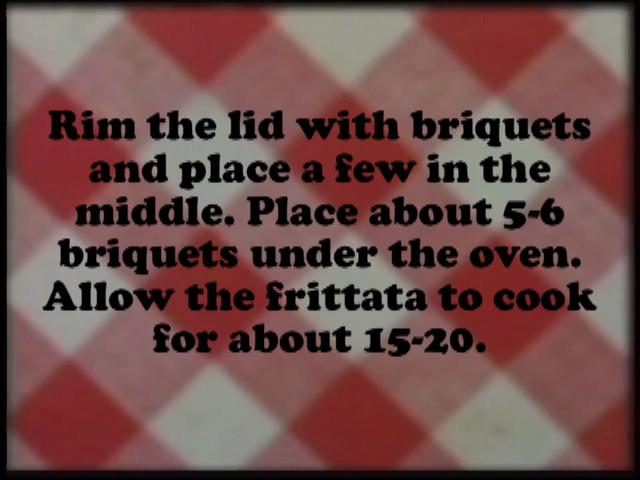 Rim the lid with briquets
and place a few in the
middle. Place about 5-6
briquets under the oven.
Allow the frittata to cook
for about 15-20.